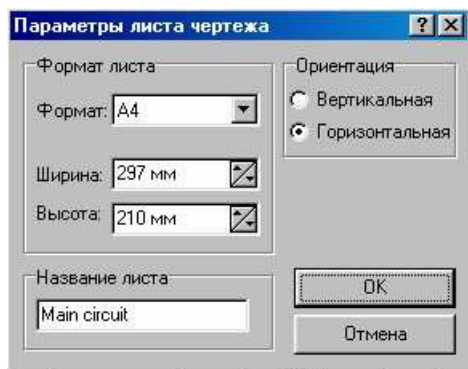 Параметры листа чертежа
Формат листа
Формат: A4
Ширина: 297 мм
Высота: 210 мм
Ориентация
Вертикальная
Горизонтальная
Название листа
Main circuit
OK
Отмена